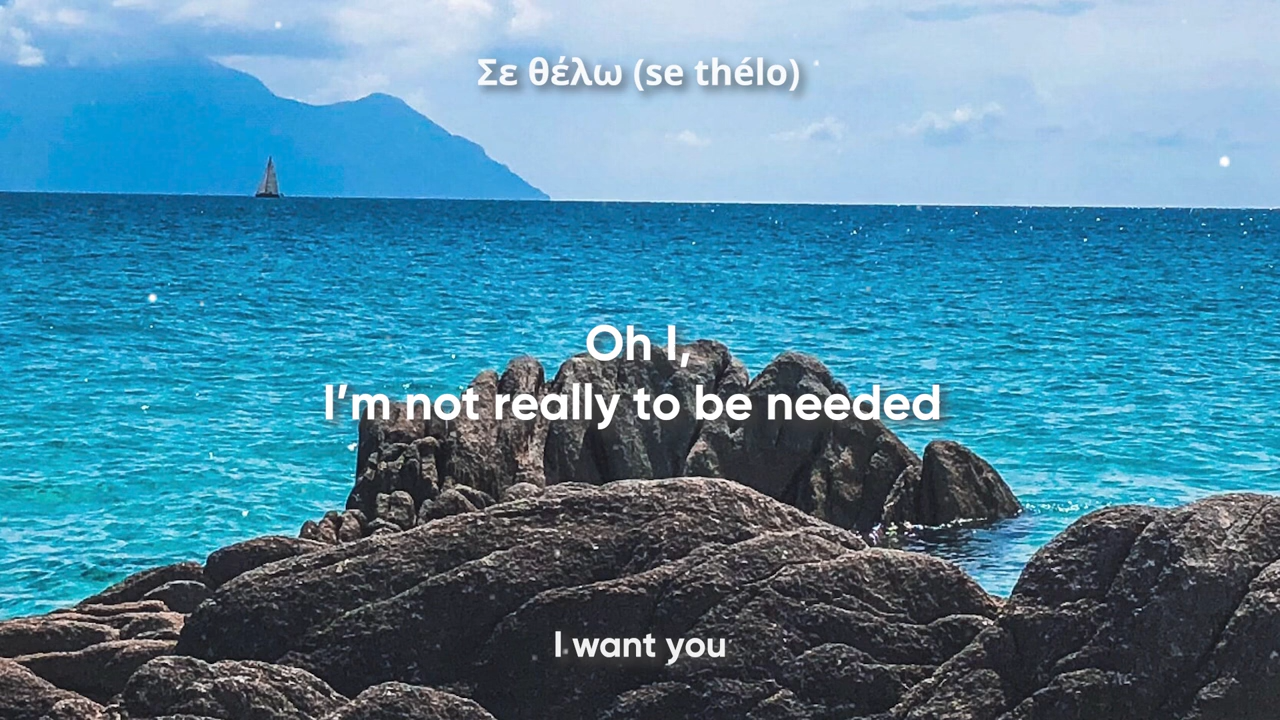 Σε θέλω (se thélo)
Oh I,
I’m not really to be needed
I want you